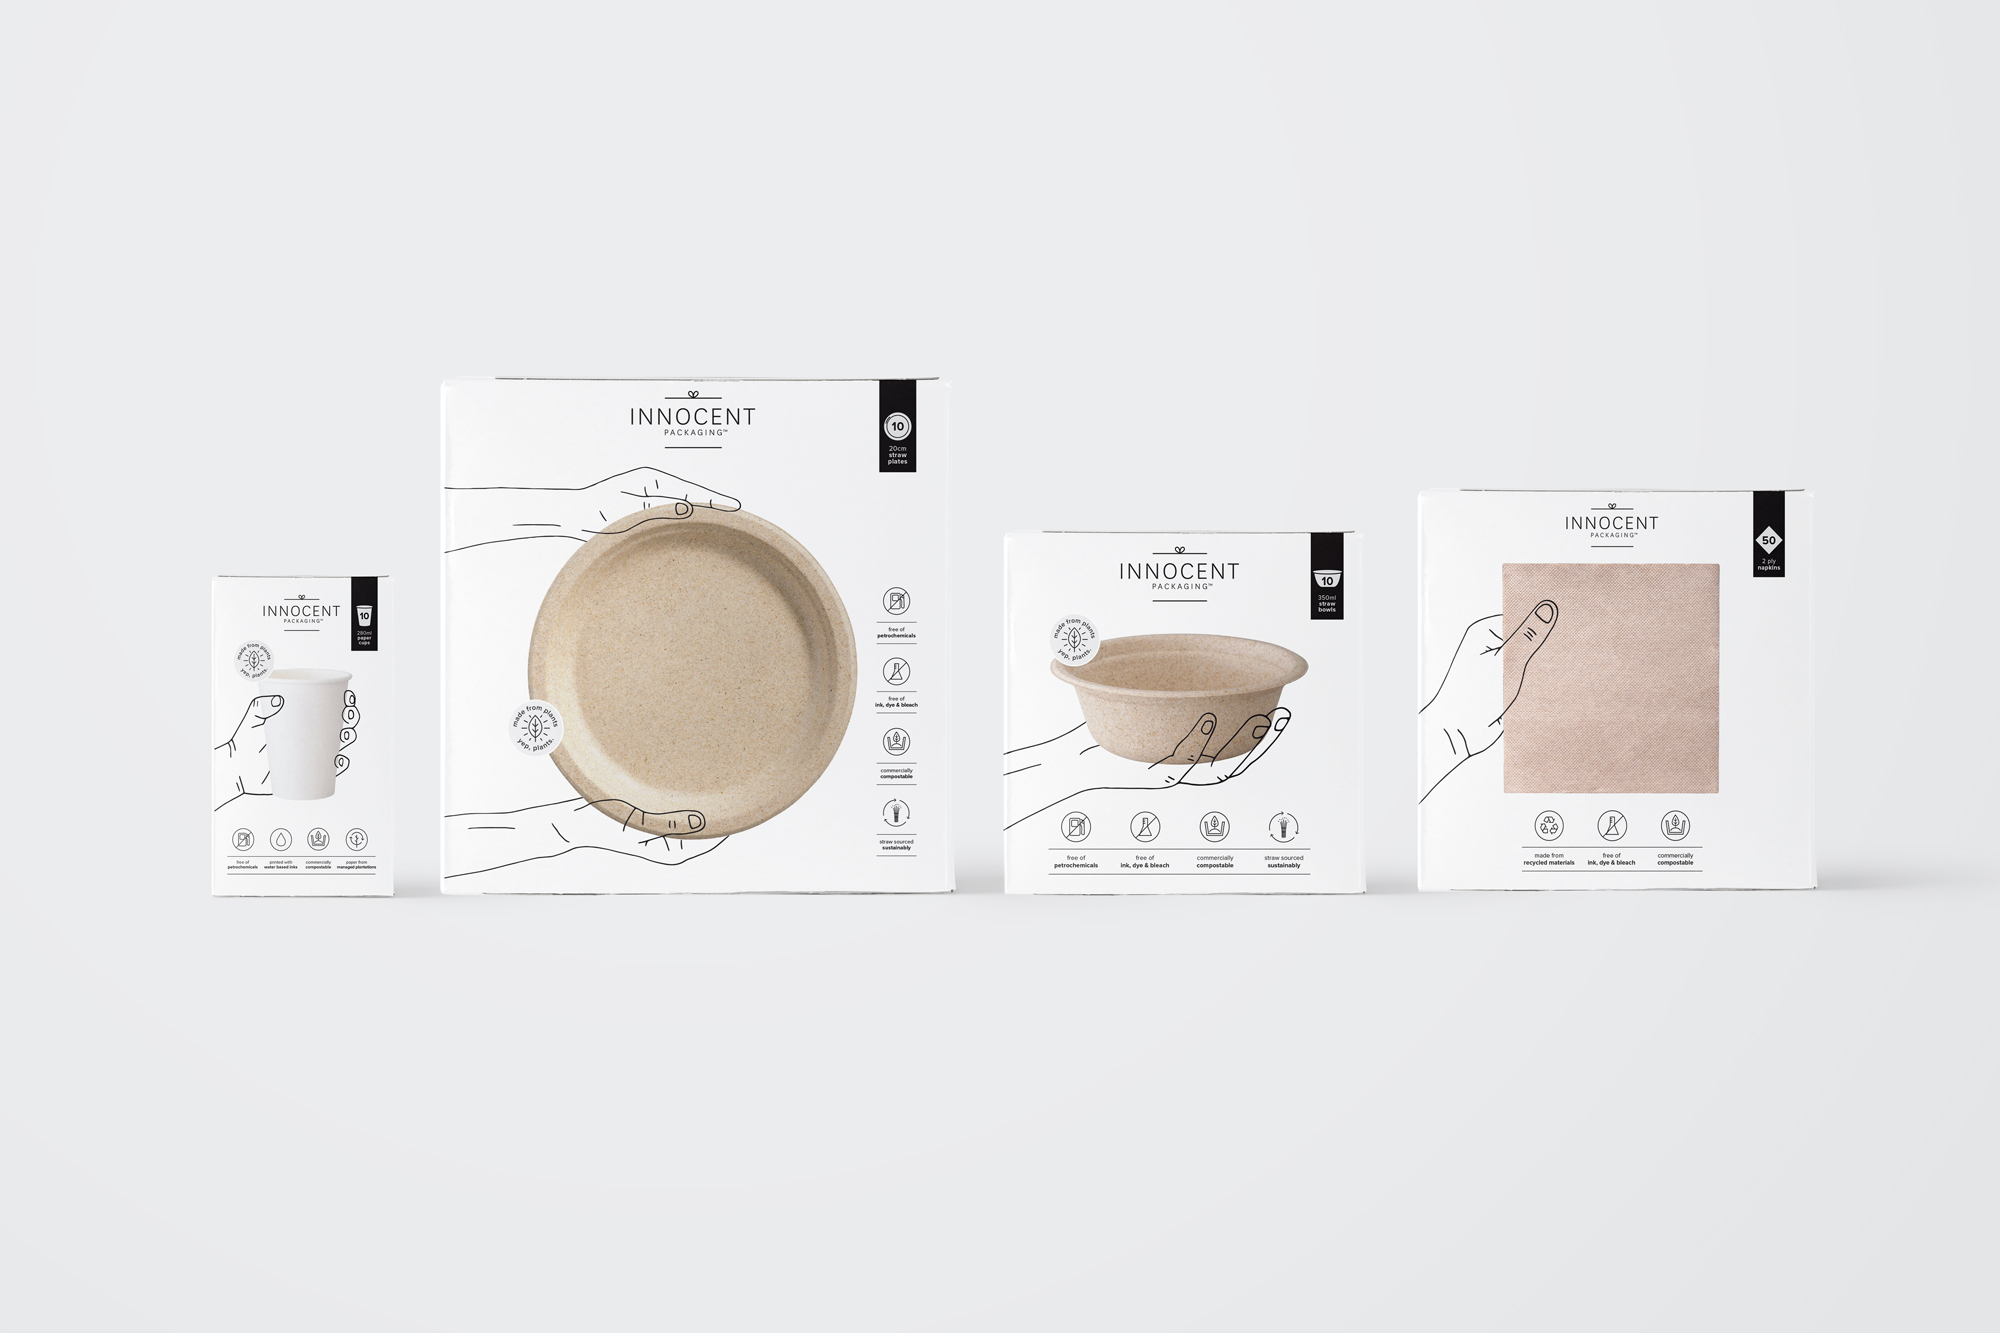 INNOCENT
PACKAGING™
10
280ml
paper
cups
made from plants
yep, plants.
free of
petrochemicals
printed with
water based inks
commercially
compostable
paper from
managed plantations
INNOCENT
PACKAGING™
10
20cm
straw
plates
made from plants
yep, plants.
free of
petrochemicals
free of
ink, dye & bleach
commercially
compostable
straw sourced
sustainably
INNOCENT
PACKAGING™
10
350ml
straw
bowls
made from plants
yep, plants.
free of
petrochemicals
free of
ink, dye & bleach
commercially
compostable
straw sourced
sustainably
INNOCENT
PACKAGING™
50
2 ply
napkins
made from
recycled materials
free of
ink, dye & bleach
commercially
compostable